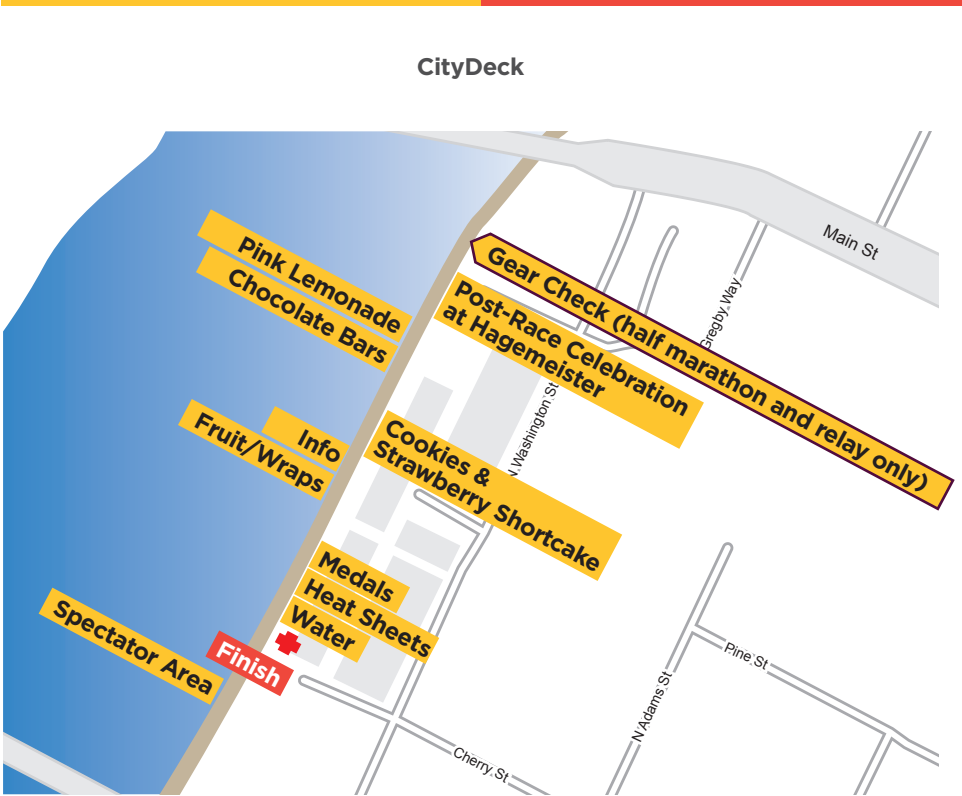 CityDeck
Main St
Pink Lemonade
Chocolate Bars
Gear Check (half marathon and relay only)
Gregby Way
Post-Race Celebration
at Hagemeister
N Washington St
Info
Fruit/Wraps
Cookies &
Strawberry Shortcake
Medals
Heat Sheets
Water
Spectator Area
Finish
Pine St
N Adams St
Cherry St